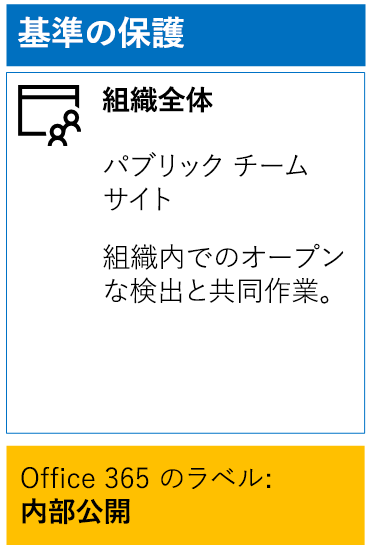 基準の保護
組織全体
パブリック チーム
サイト
組織内でのオープン
な検出と共同作業。
Office 365 のラベル:
内部公開